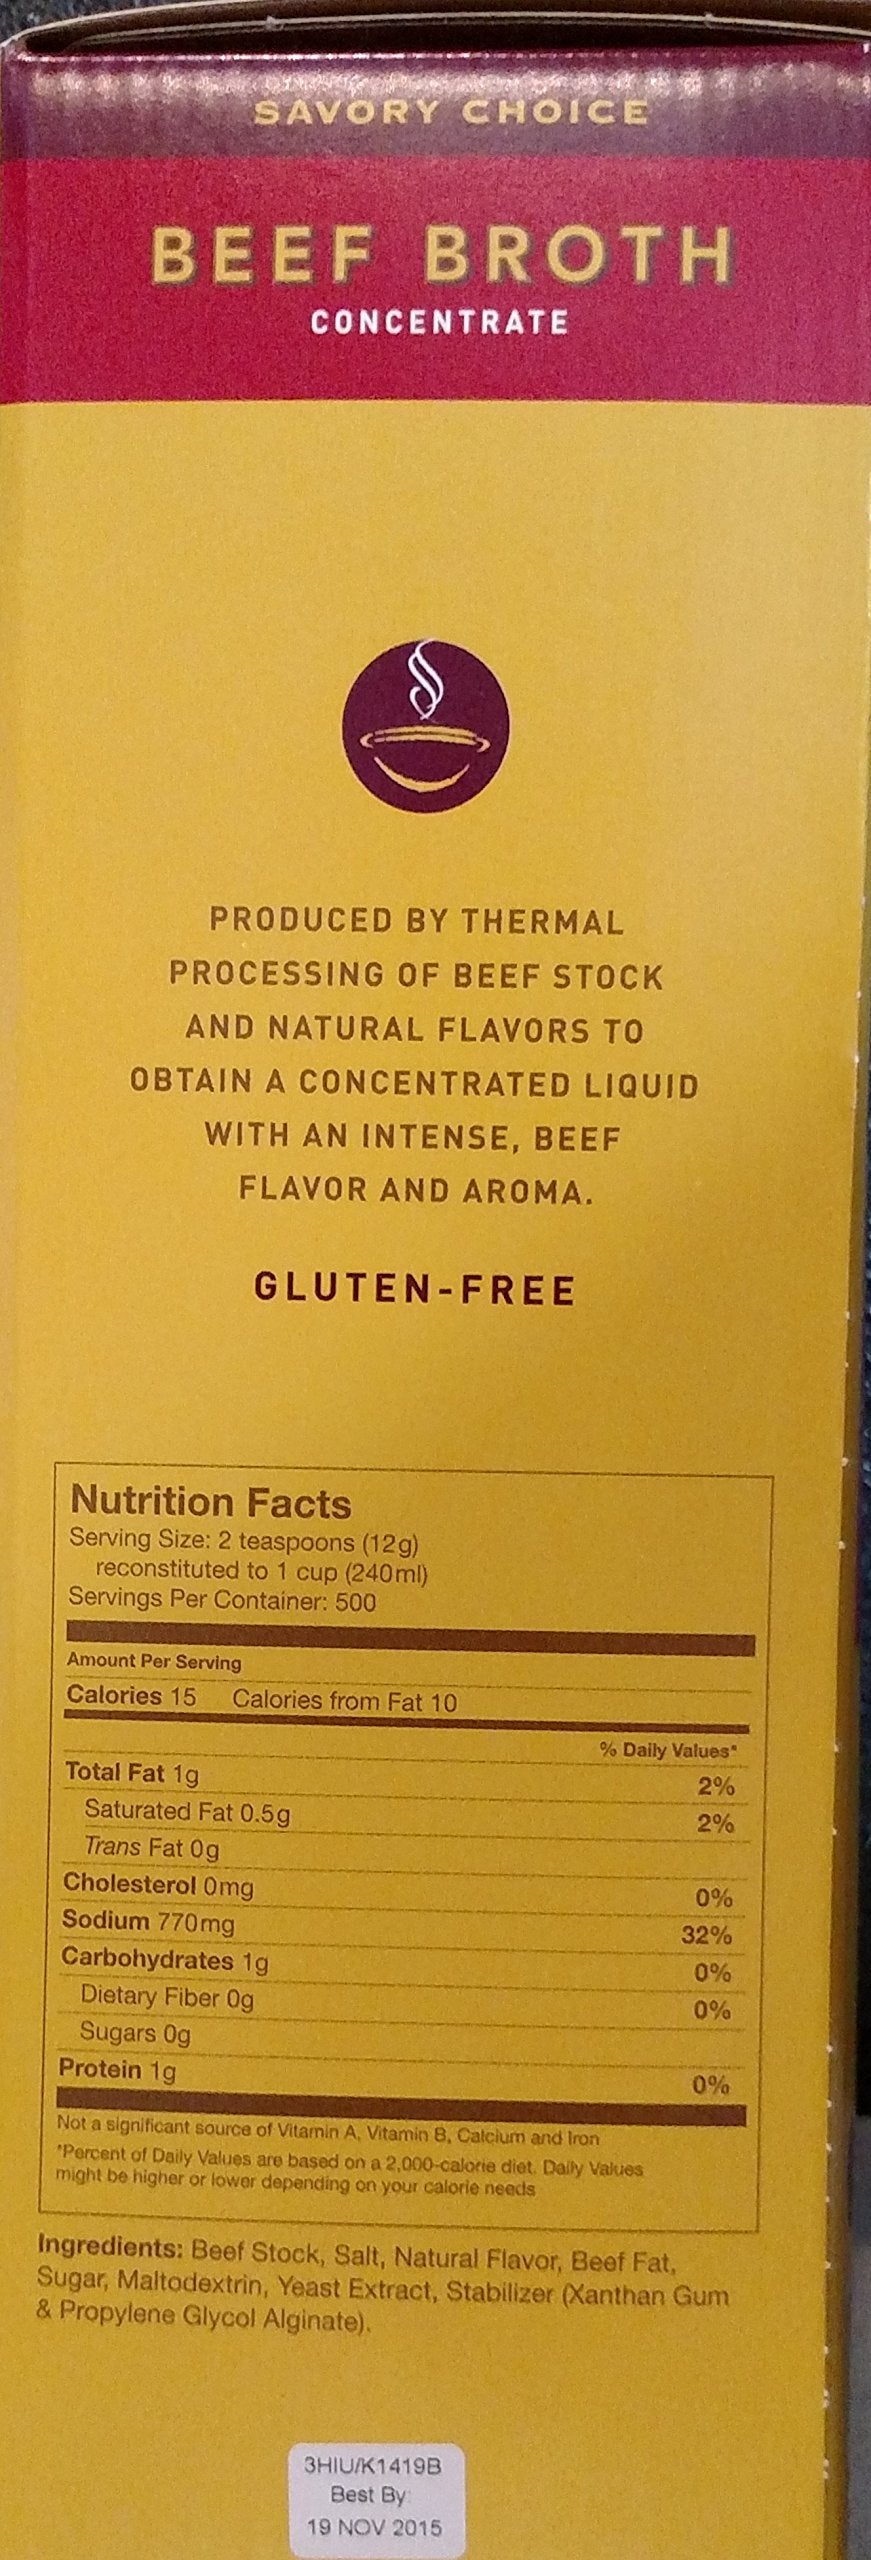 SAVORY CHOICE
BEEF BROTH
CONCENTRATE
PRODUCED BY THERMAL
PROCESSING OF BEEF STOCK
AND NATURAL FLAVORS TO
OBTAIN A CONCENTRATED LIQUID
WITH AN INTENSE, BEEF
FLAVOR AND AROMA.
GLUTEN-FREE
Nutrition Facts
Serving Size: 2 teaspoons (12g)
reconstituted to 1 cup (240ml)
Servings Per Container: 500
Amount Per Serving
Calories 15 Calories from Fat 10
% Daily Values*
Total Fat 1g 2%
Saturated Fat 0.5g 2%
Trans Fat 0g
Cholesterol 0mg 0%
Sodium 770mg 32%
Carbohydrates 1g 0%
Dietary Fiber 0g 0%
Sugars 0g
Protein 1g 0%
Not a significant source of Vitamin A, Vitamin B, Calcium and Iron
*Percent of Daily Values are based on a 2,000-calorie diet. Daily Values
might be higher or lower depending on your calorie needs
Ingredients: Beef Stock, Salt, Natural Flavor, Beef Fat,
Sugar, Maltodextrin, Yeast Extract, Stabilizer (Xanthan Gum
& Propylene Glycol Alginate).
3HIU/K1419B
Best By:
19 NOV 2015